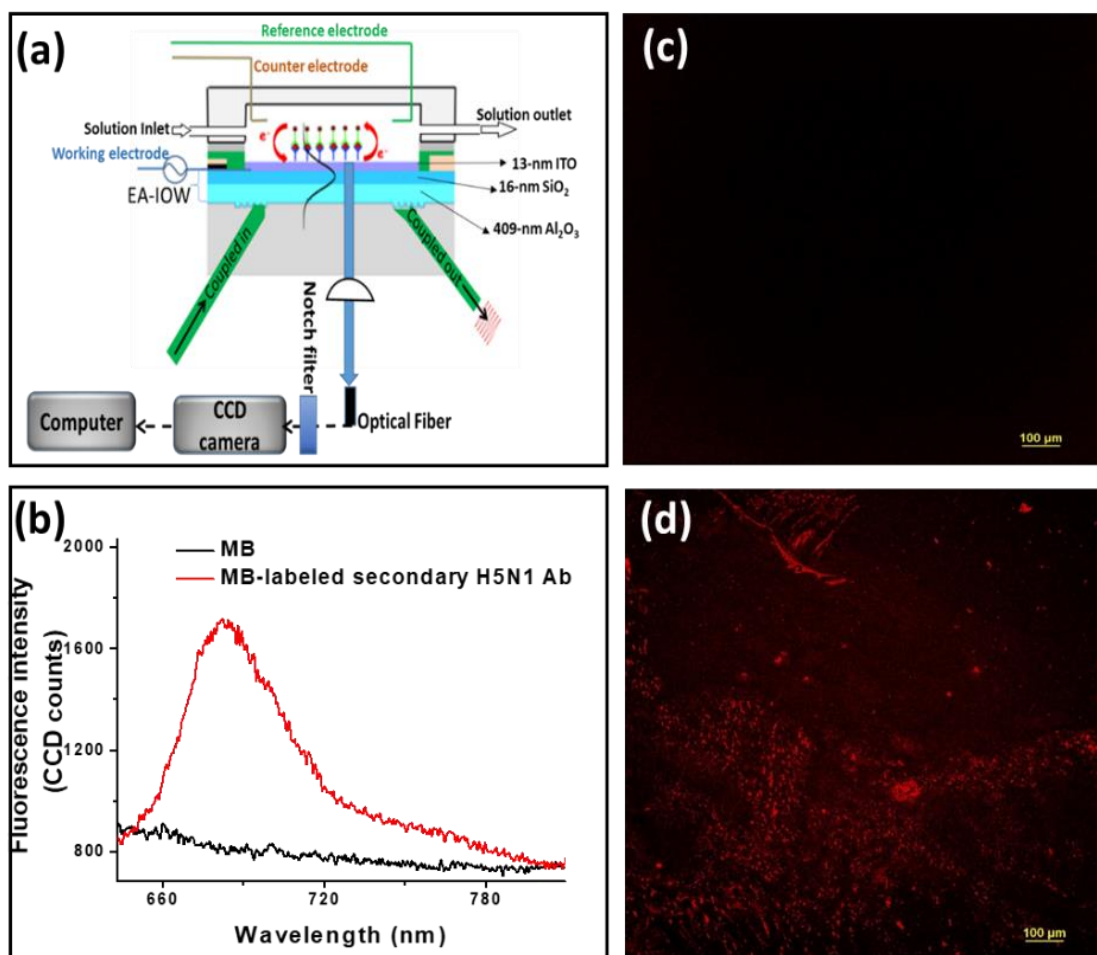 (a)
Reference electrode
Counter electrode
Solution Inlet
Solution outlet
Working electrode
e⁻
e⁻
EA-IOW
13-nm ITO
16-nm SiO₂
409-nm Al₂O₃
Coupled in
Coupled out
Notch filter
Computer
CCD
camera
Optical Fiber
(b)
MB
MB-labeled secondary H5N1 Ab
Fluorescence intensity
(CCD counts)
2000
1600
1200
800
660
720
780
Wavelength (nm)
(c)
100 µm
(d)
100 µm